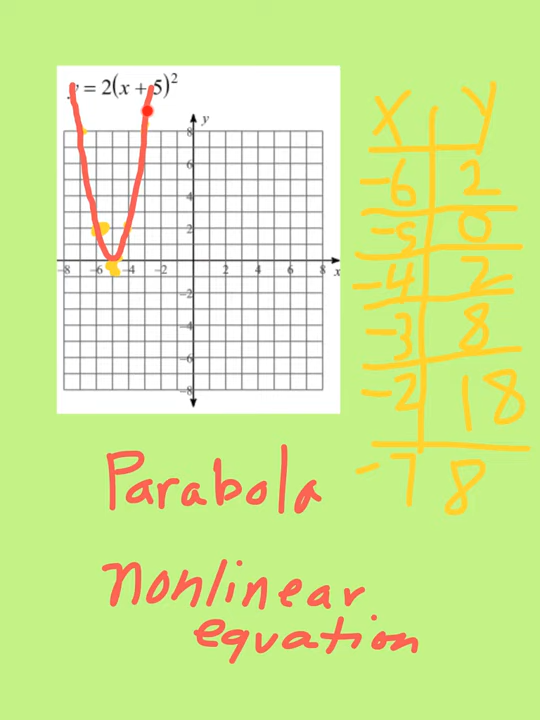 y = 2(x + 5)²
y
8
6
4
2
-8 -6 -4 -2 2 4 6 8 x
-2
-4
-6
-8
x y
-6 2
-5 0
-4 2
-3 8
-2 18
-7 8
Parabola
nonlinear
equation